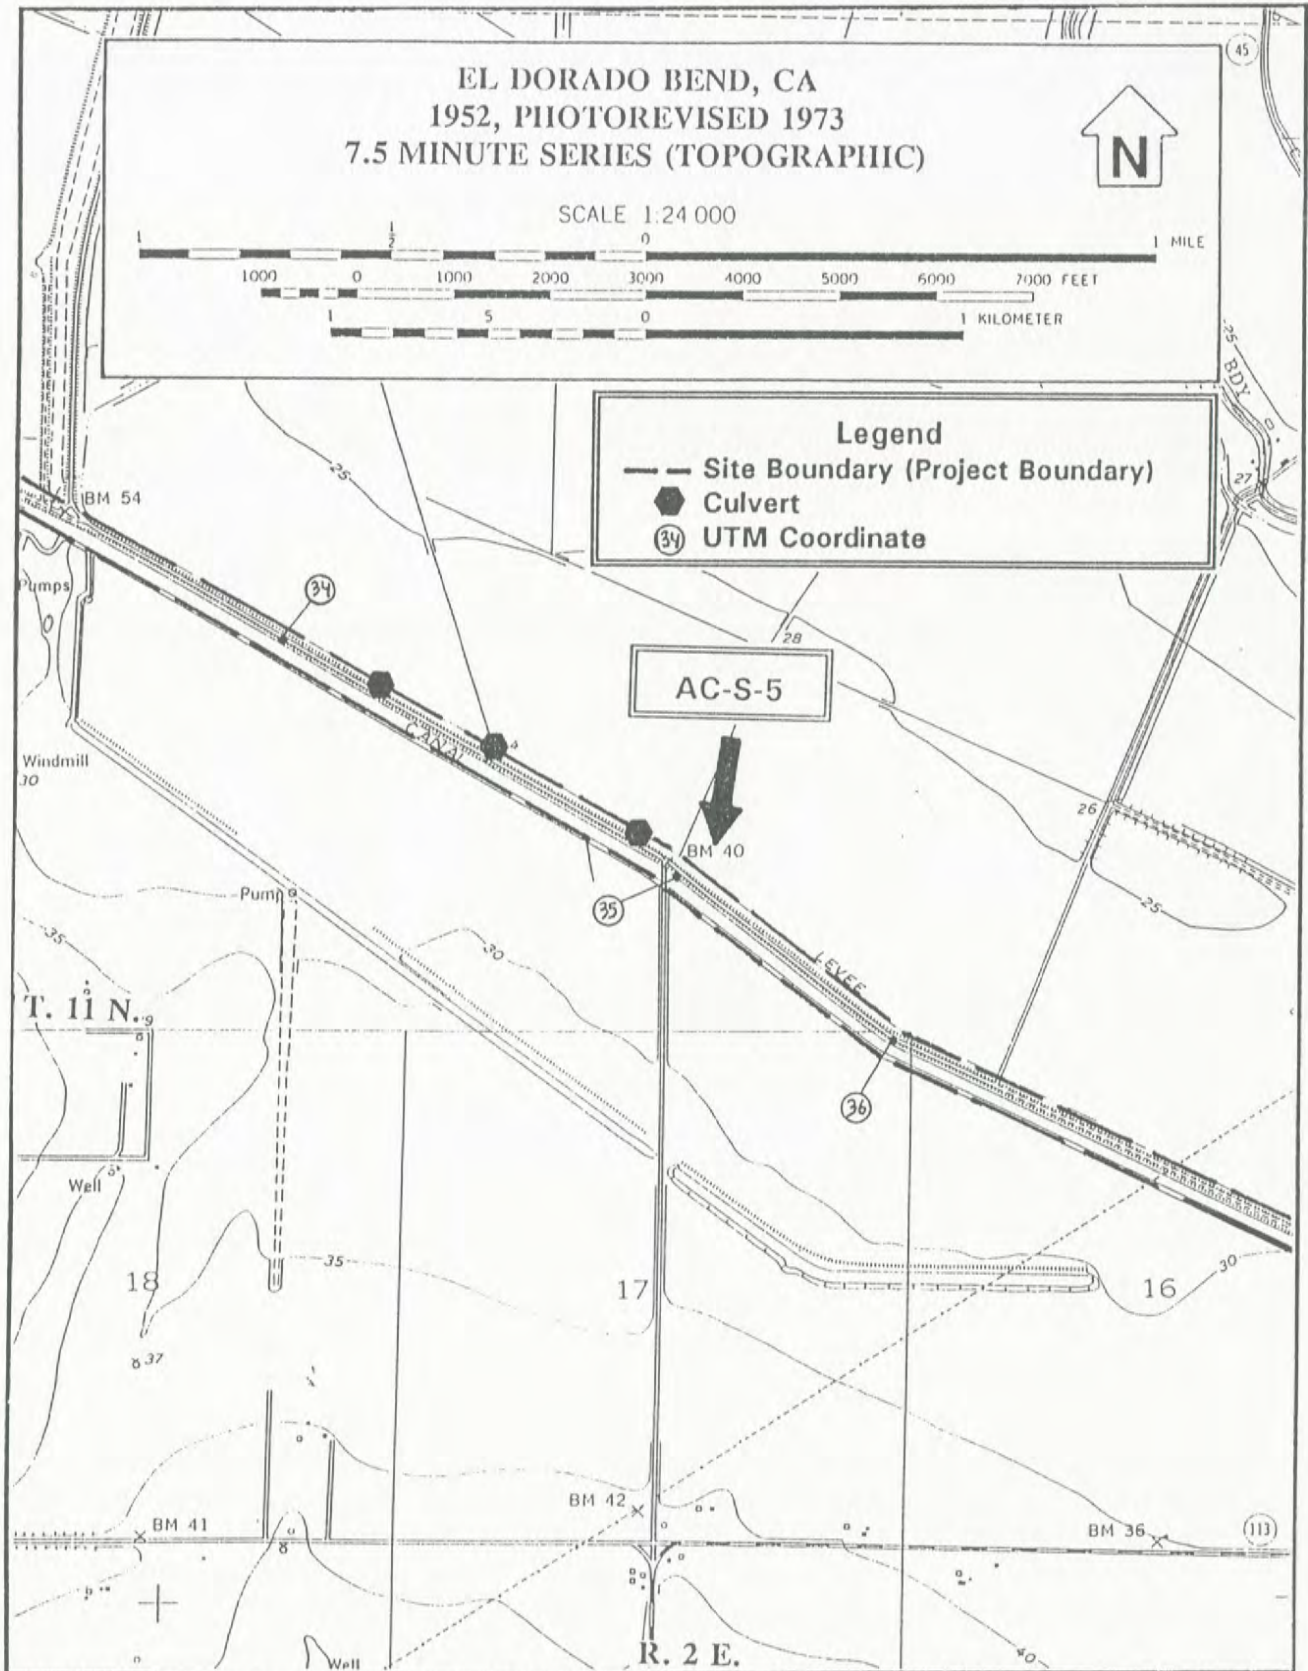 45
EL DORADO BEND, CA
1952, PHOTOREVISED 1973
7.5 MINUTE SERIES (TOPOGRAPHIC)
N
SCALE 1:24 000
1 1/2 0 1 MILE
1000 0 1000 2000 3000 4000 5000 6000 7000 FEET
1 5 0 1 KILOMETER
25
BDY
Legend
Site Boundary (Project Boundary)
Culvert
34 UTM Coordinate
25
27
BM 54
Pumps
34
28
AC-S-5
CANAL
Windmill
30
26
BM 40
Pump
35
25
35
30
LEVEE
T. 11 N.
9
36
Well
35
30
18
17
16
37
BM 42
BM 41
BM 36
113
8
R. 2 E.
40
Well